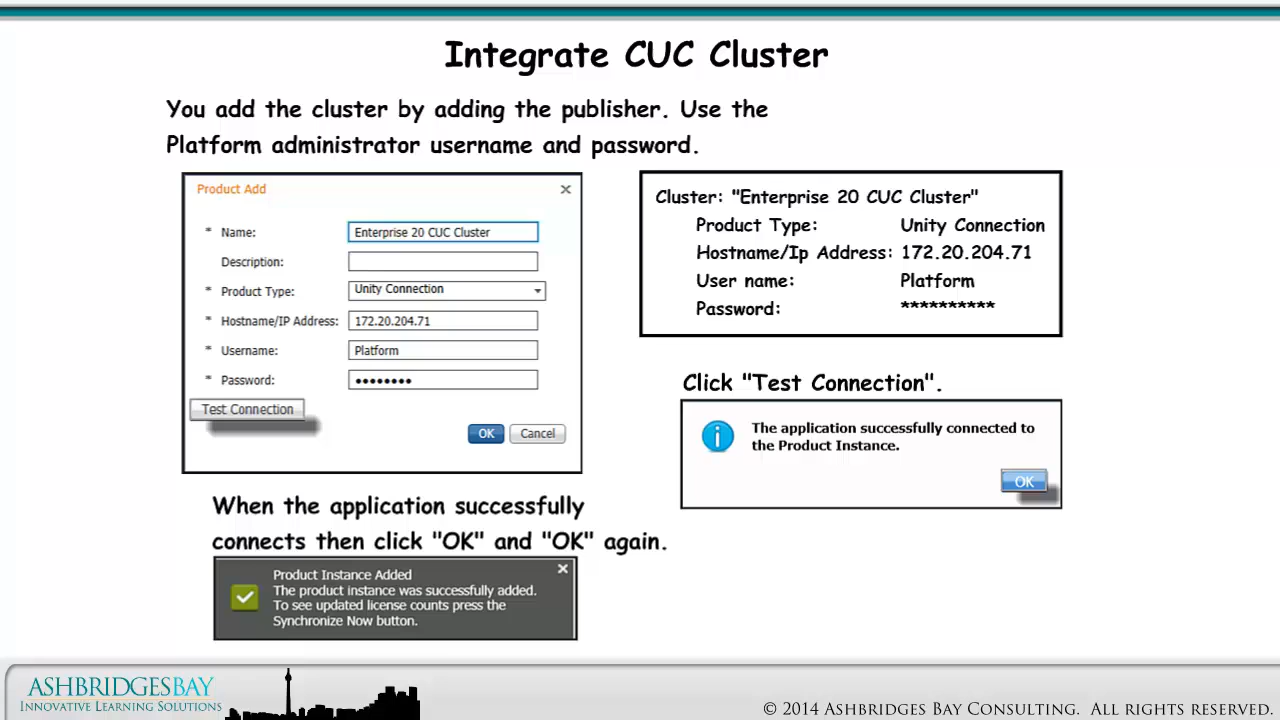 Integrate CUC Cluster
You add the cluster by adding the publisher. Use the
Platform administrator username and password.
Product Add
* Name: Enterprise 20 CUC Cluster
Description:
* Product Type: Unity Connection
* Hostname/IP Address: 172.20.204.71
* Username: Platform
* Password: ••••••••
Test Connection
OK Cancel
Cluster: "Enterprise 20 CUC Cluster"
Product Type: Unity Connection
Hostname/Ip Address: 172.20.204.71
User name: Platform
Password: **********
Click "Test Connection".
The application successfully connected to
the Product Instance.
OK
When the application successfully
connects then click "OK" and "OK" again.
Product Instance Added
The product instance was successfully added.
To see updated license counts press the
Synchronize Now button.
ASHBRIDGESBAY
INNOVATIVE LEARNING SOLUTIONS
© 2014 ASHBRIDGES BAY CONSULTING. ALL RIGHTS RESERVED.